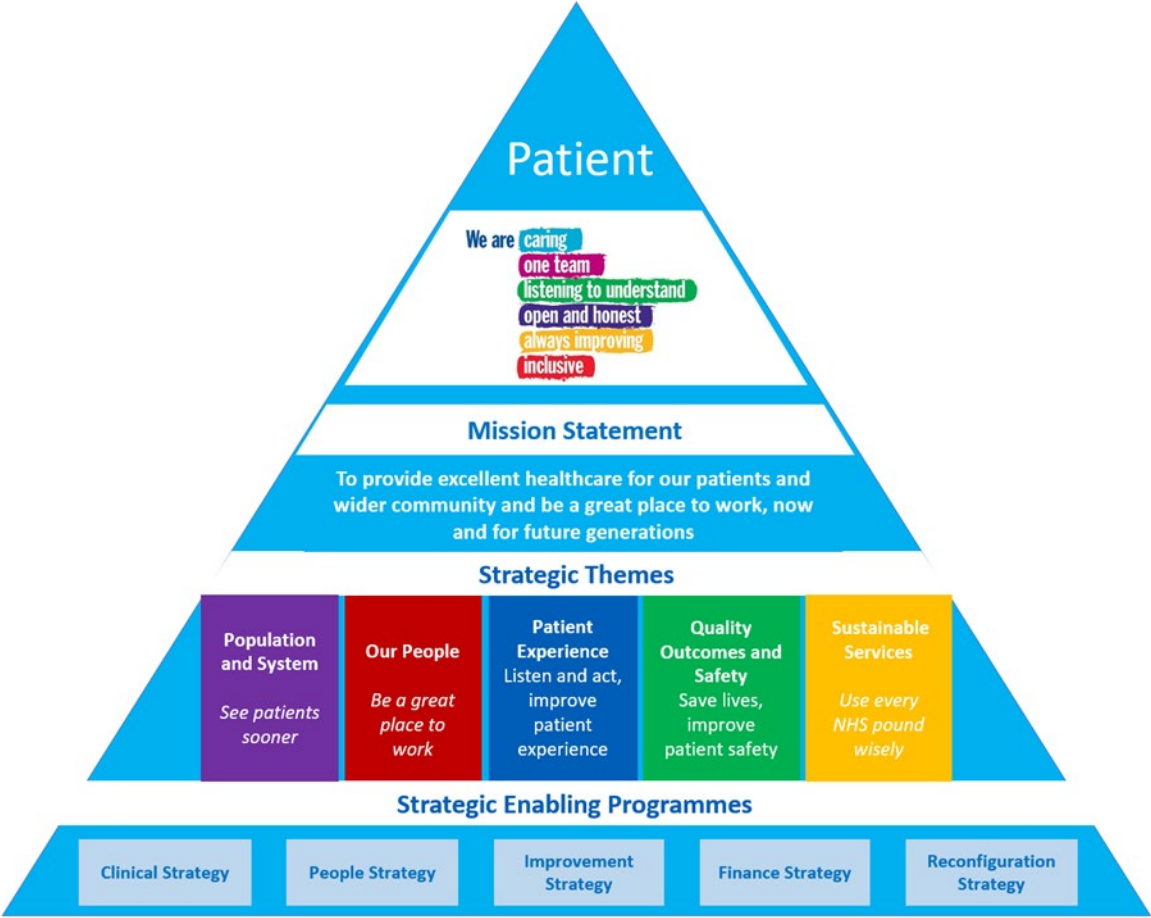 Patient
We are caring
one team
listening to understand
open and honest
always improving
inclusive
Mission Statement
To provide excellent healthcare for our patients and
wider community and be a great place to work, now
and for future generations
Strategic Themes
Population
and System
See patients
sooner
Our People
Be a great
place to
work
Patient
Experience
Listen and act,
improve
patient
experience
Quality
Outcomes and
Safety
Save lives,
improve
patient safety
Sustainable
Services
Use every
NHS pound
wisely
Strategic Enabling Programmes
Clinical Strategy
People Strategy
Improvement
Strategy
Finance Strategy
Reconfiguration
Strategy